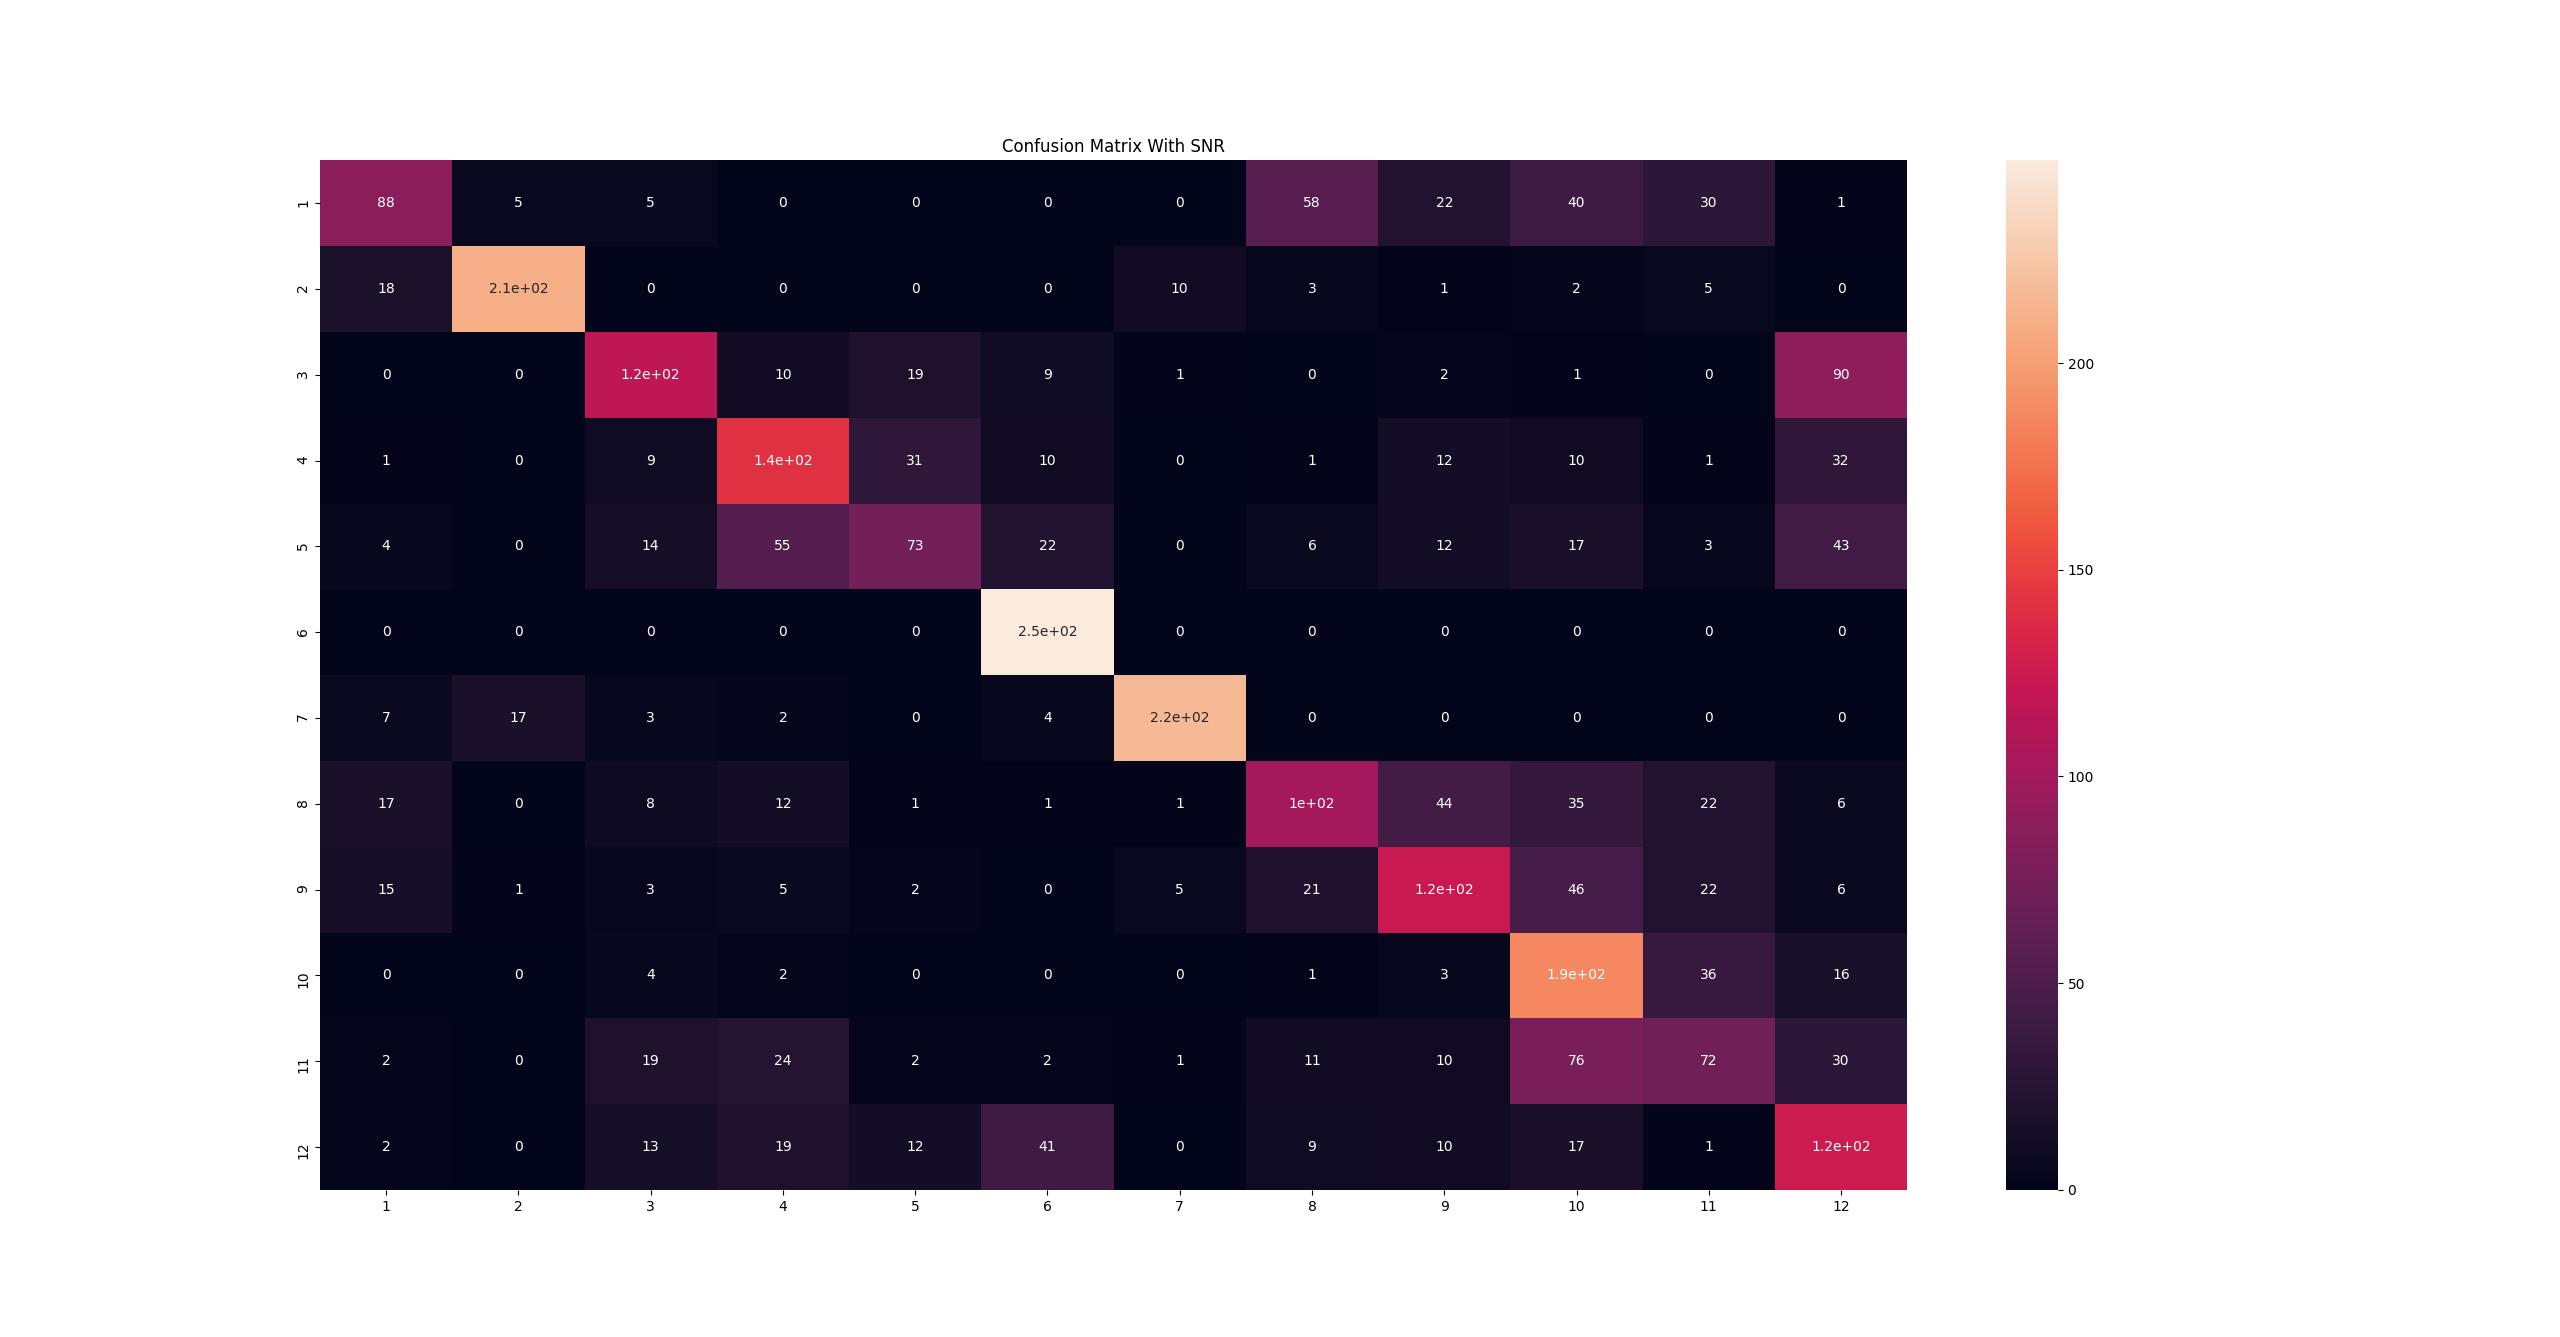 Confusion Matrix With SNR
1 88 5 5 0 0 0 0 58 22 40 30 1
2 18 2.1e+02 0 0 0 0 10 3 1 2 5 0
3 0 0 1.2e+02 10 19 9 1 0 2 1 0 90
4 1 0 9 1.4e+02 31 10 0 1 12 10 1 32
5 4 0 14 55 73 22 0 6 12 17 3 43
6 0 0 0 0 0 2.5e+02 0 0 0 0 0 0
7 7 17 3 2 0 4 2.2e+02 0 0 0 0 0
8 17 0 8 12 1 1 1 1e+02 44 35 22 6
9 15 1 3 5 2 0 5 21 1.2e+02 46 22 6
10 0 0 4 2 0 0 0 1 3 1.9e+02 36 16
11 2 0 19 24 2 2 1 11 10 76 72 30
12 2 0 13 19 12 41 0 9 10 17 1 1.2e+02
1 2 3 4 5 6 7 8 9 10 11 12
200
150
100
50
0